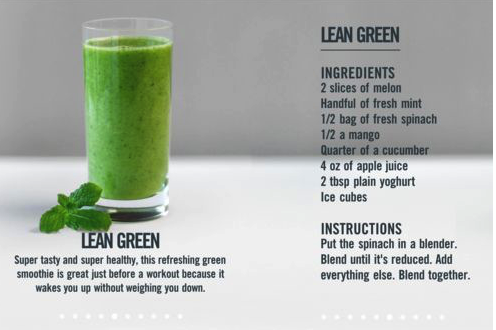 LEAN GREEN
Super tasty and super healthy, this refreshing green
smoothie is great just before a workout because it
wakes you up without weighing you down.
LEAN GREEN
INGREDIENTS
2 slices of melon
Handful of fresh mint
1/2 bag of fresh spinach
1/2 a mango
Quarter of a cucumber
4 oz of apple juice
2 tbsp plain yoghurt
Ice cubes
INSTRUCTIONS
Put the spinach in a blender.
Blend until it's reduced. Add
everything else. Blend together.